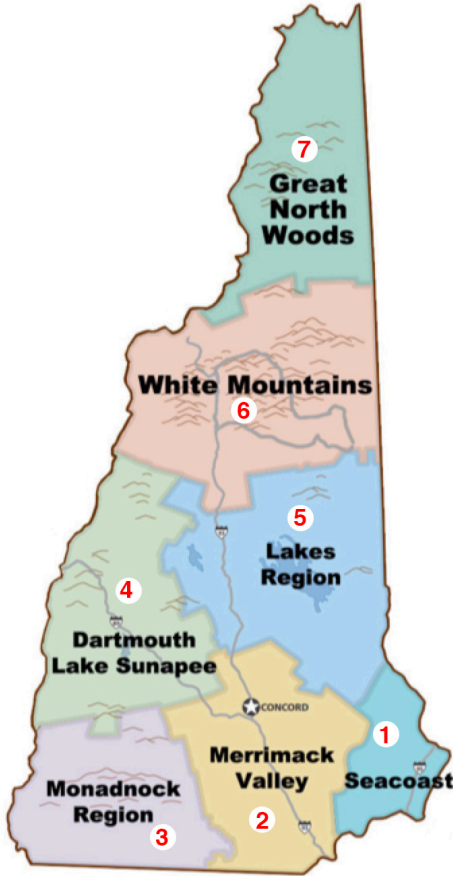 7
Great
North
Woods
White Mountains
6
5
Lakes
Region
4
Dartmouth
Lake Sunapee
CONCORD
1
Merrimack
Valley
Seacoast
Monadnock
Region
2
3